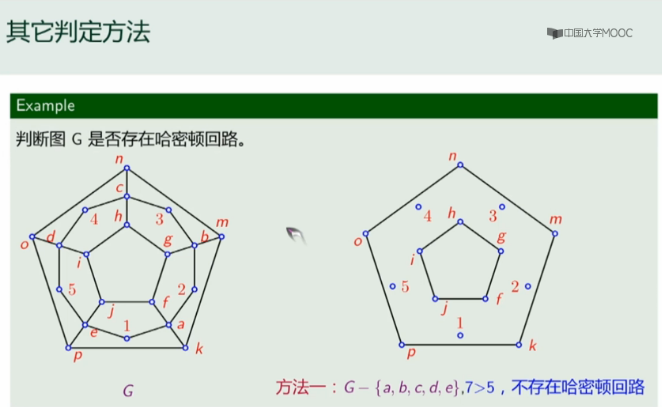 其它判定方法
中国大学MOOC
Example
判断图 G 是否存在哈密顿回路。
n
c
4 h 3 m
o d g b
i
5 2
j f
e 1 a
p k
G
n
4 h 3 m
o g
i
5 2
j f
1
p k
方法一：G − {a, b, c, d, e},7>5，不存在哈密顿回路